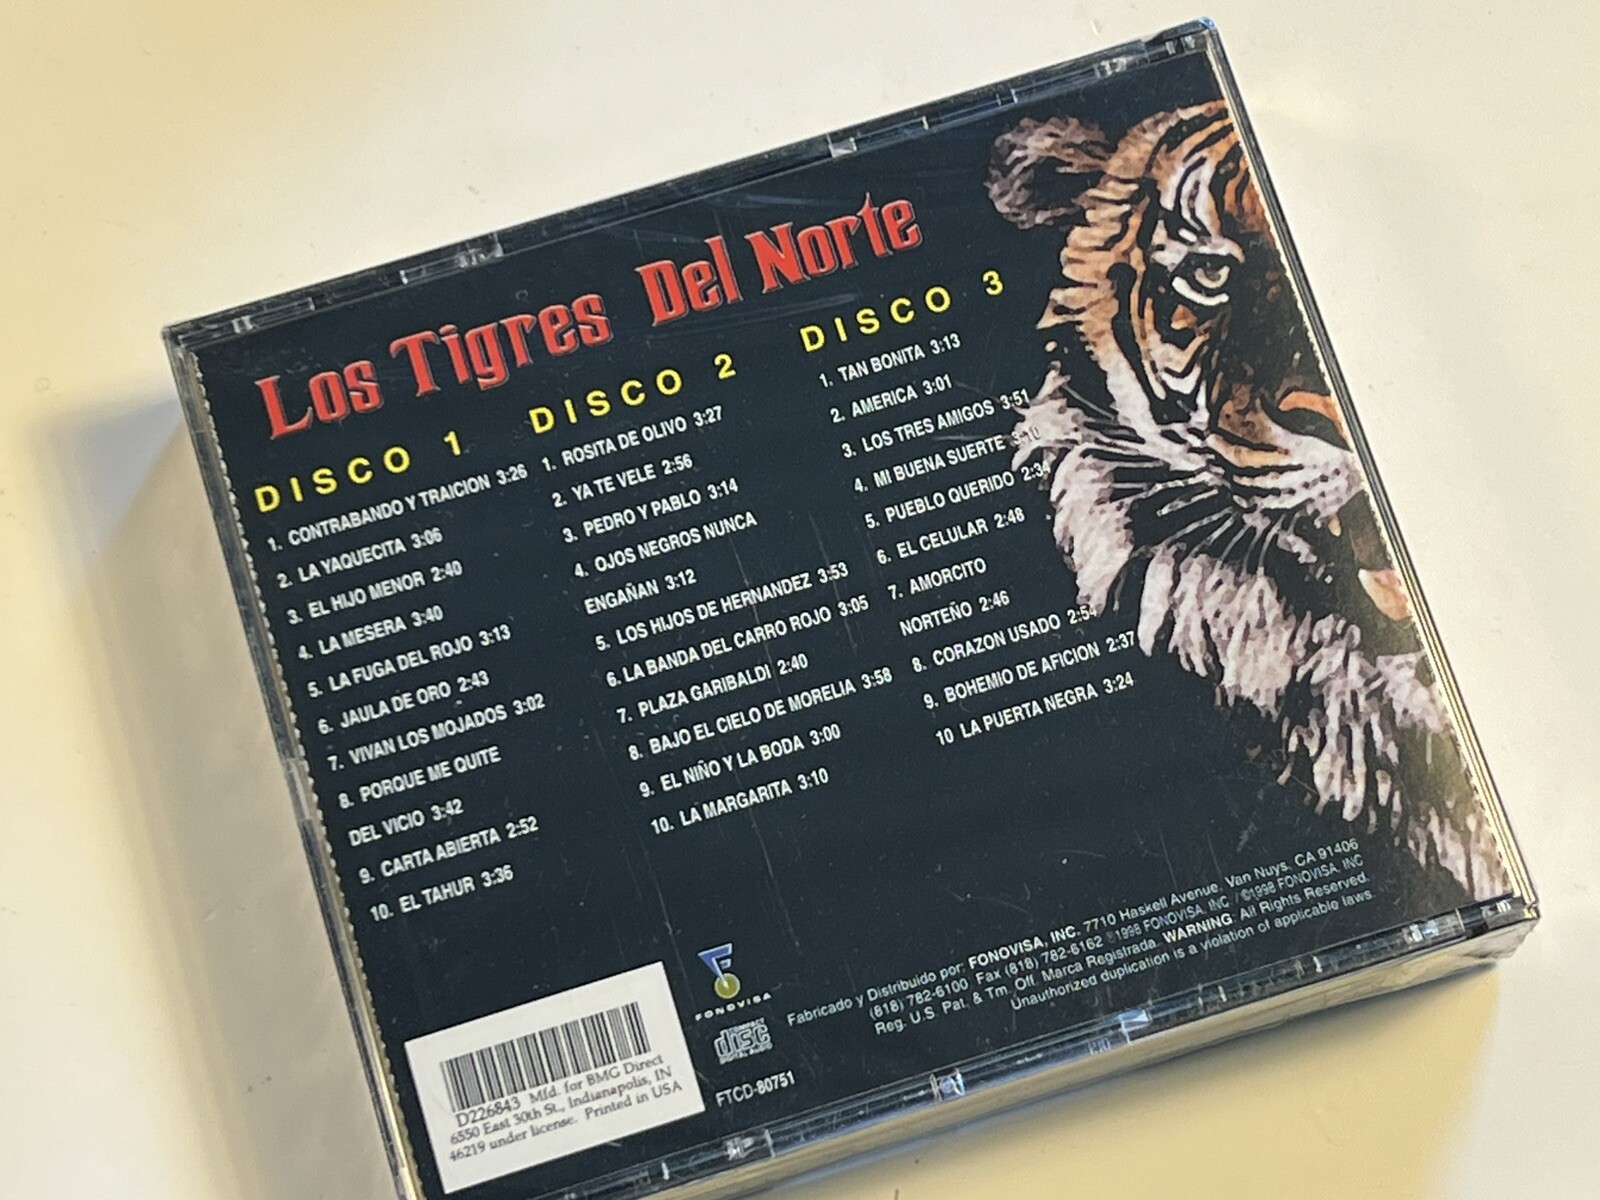 Los Tigres Del Norte
DISCO 1
1. CONTRABANDO Y TRAICION 3:26
2. LA YAQUECITA 3:06
3. EL HIJO MENOR 2:40
4. LA MESERA 3:40
5. LA FUGA DEL ROJO 3:13
6. JAULA DE ORO 2:43
7. VIVAN LOS MOJADOS 3:02
8. PORQUE ME QUITE
DEL VICIO 3:42
9. CARTA ABIERTA 2:52
10. EL TAHUR 3:36
DISCO 2
1. ROSITA DE OLIVO 3:27
2. YA TE VELE 2:56
3. PEDRO Y PABLO 3:14
4. OJOS NEGROS NUNCA
ENGAÑAN 3:12
5. LOS HIJOS DE HERNANDEZ 3:53
6. LA BANDA DEL CARRO ROJO 3:05
7. PLAZA GARIBALDI 2:40
8. BAJO EL CIELO DE MORELIA 3:58
9. EL NIÑO Y LA BODA 3:00
10. LA MARGARITA 3:10
DISCO 3
1. TAN BONITA 3:13
2. AMERICA 3:01
3. LOS TRES AMIGOS 3:51
4. MI BUENA SUERTE 3:10
5. PUEBLO QUERIDO 2:34
6. EL CELULAR 2:48
7. AMORCITO
NORTEÑO 2:46
8. CORAZON USADO 2:54
9. BOHEMIO DE AFICION 2:37
10 LA PUERTA NEGRA 3:24
D226843 Mfd. for BMG Direct
6550 East 30th St., Indianapolis, IN
46219 under license. Printed in USA
FONOVISA
COMPACT
disc
DIGITAL AUDIO
FTCD-80751
Fabricado y Distribuido por: FONOVISA, INC. 7710 Haskell Avenue, Van Nuys, CA 91406
(818) 782-6100 Fax (818) 782-6162 ℗1998 FONOVISA, INC. / ©1998 FONOVISA, INC
Reg. U.S. Pat. & Tm. Off. Marca Registrada. WARNING: All Rights Reserved.
Unauthorized duplication is a violation of applicable laws.